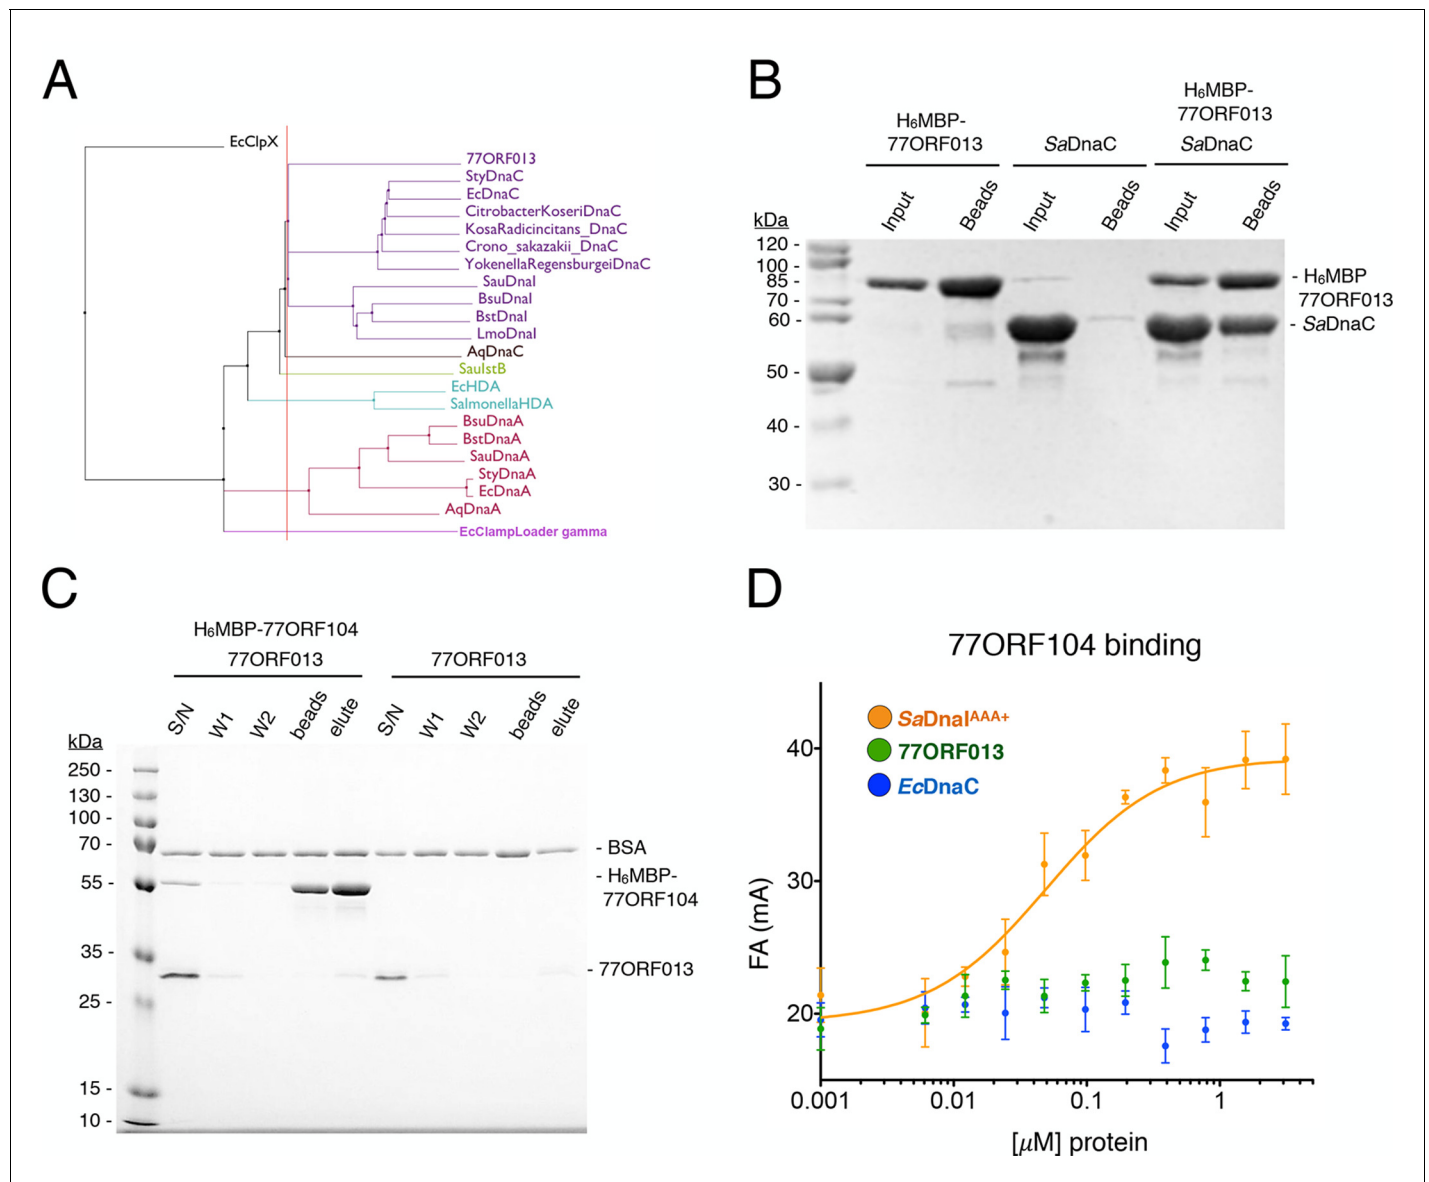 A
EcClpX
77ORF013
StyDnaC
EcDnaC
CitrobacterKoseriDnaC
KosaRadicincitans_DnaC
Crono_sakazakii_DnaC
YokenellaRegensburgeiDnaC
SauDnaI
BsuDnaI
BstDnaI
LmoDnaI
AqDnaC
SauIstB
EcHDA
SalmonellaHDA
BsuDnaA
BstDnaA
SauDnaA
StyDnaA
EcDnaA
AqDnaA
EcClampLoader gamma
B
H₆MBP-
77ORF013
SaDnaC
H₆MBP-
77ORF013
SaDnaC
Input
Beads
Input
Beads
Input
Beads
kDa
120 -
100 -
85 -
70 -
60 -
50 -
40 -
30 -
- H₆MBP
77ORF013
- SaDnaC
C
H₆MBP-77ORF104
77ORF013
77ORF013
S/N
W1
W2
beads
elute
S/N
W1
W2
beads
elute
kDa
250 -
130 -
100 -
70 -
55 -
35 -
25 -
15 -
10 -
- BSA
- H₆MBP-
77ORF104
- 77ORF013
D
77ORF104 binding
SaDnaIᴬᴬᴬ⁺
77ORF013
EcDnaC
FA (mA)
40
30
20
0.001
0.01
0.1
1
[µM] protein